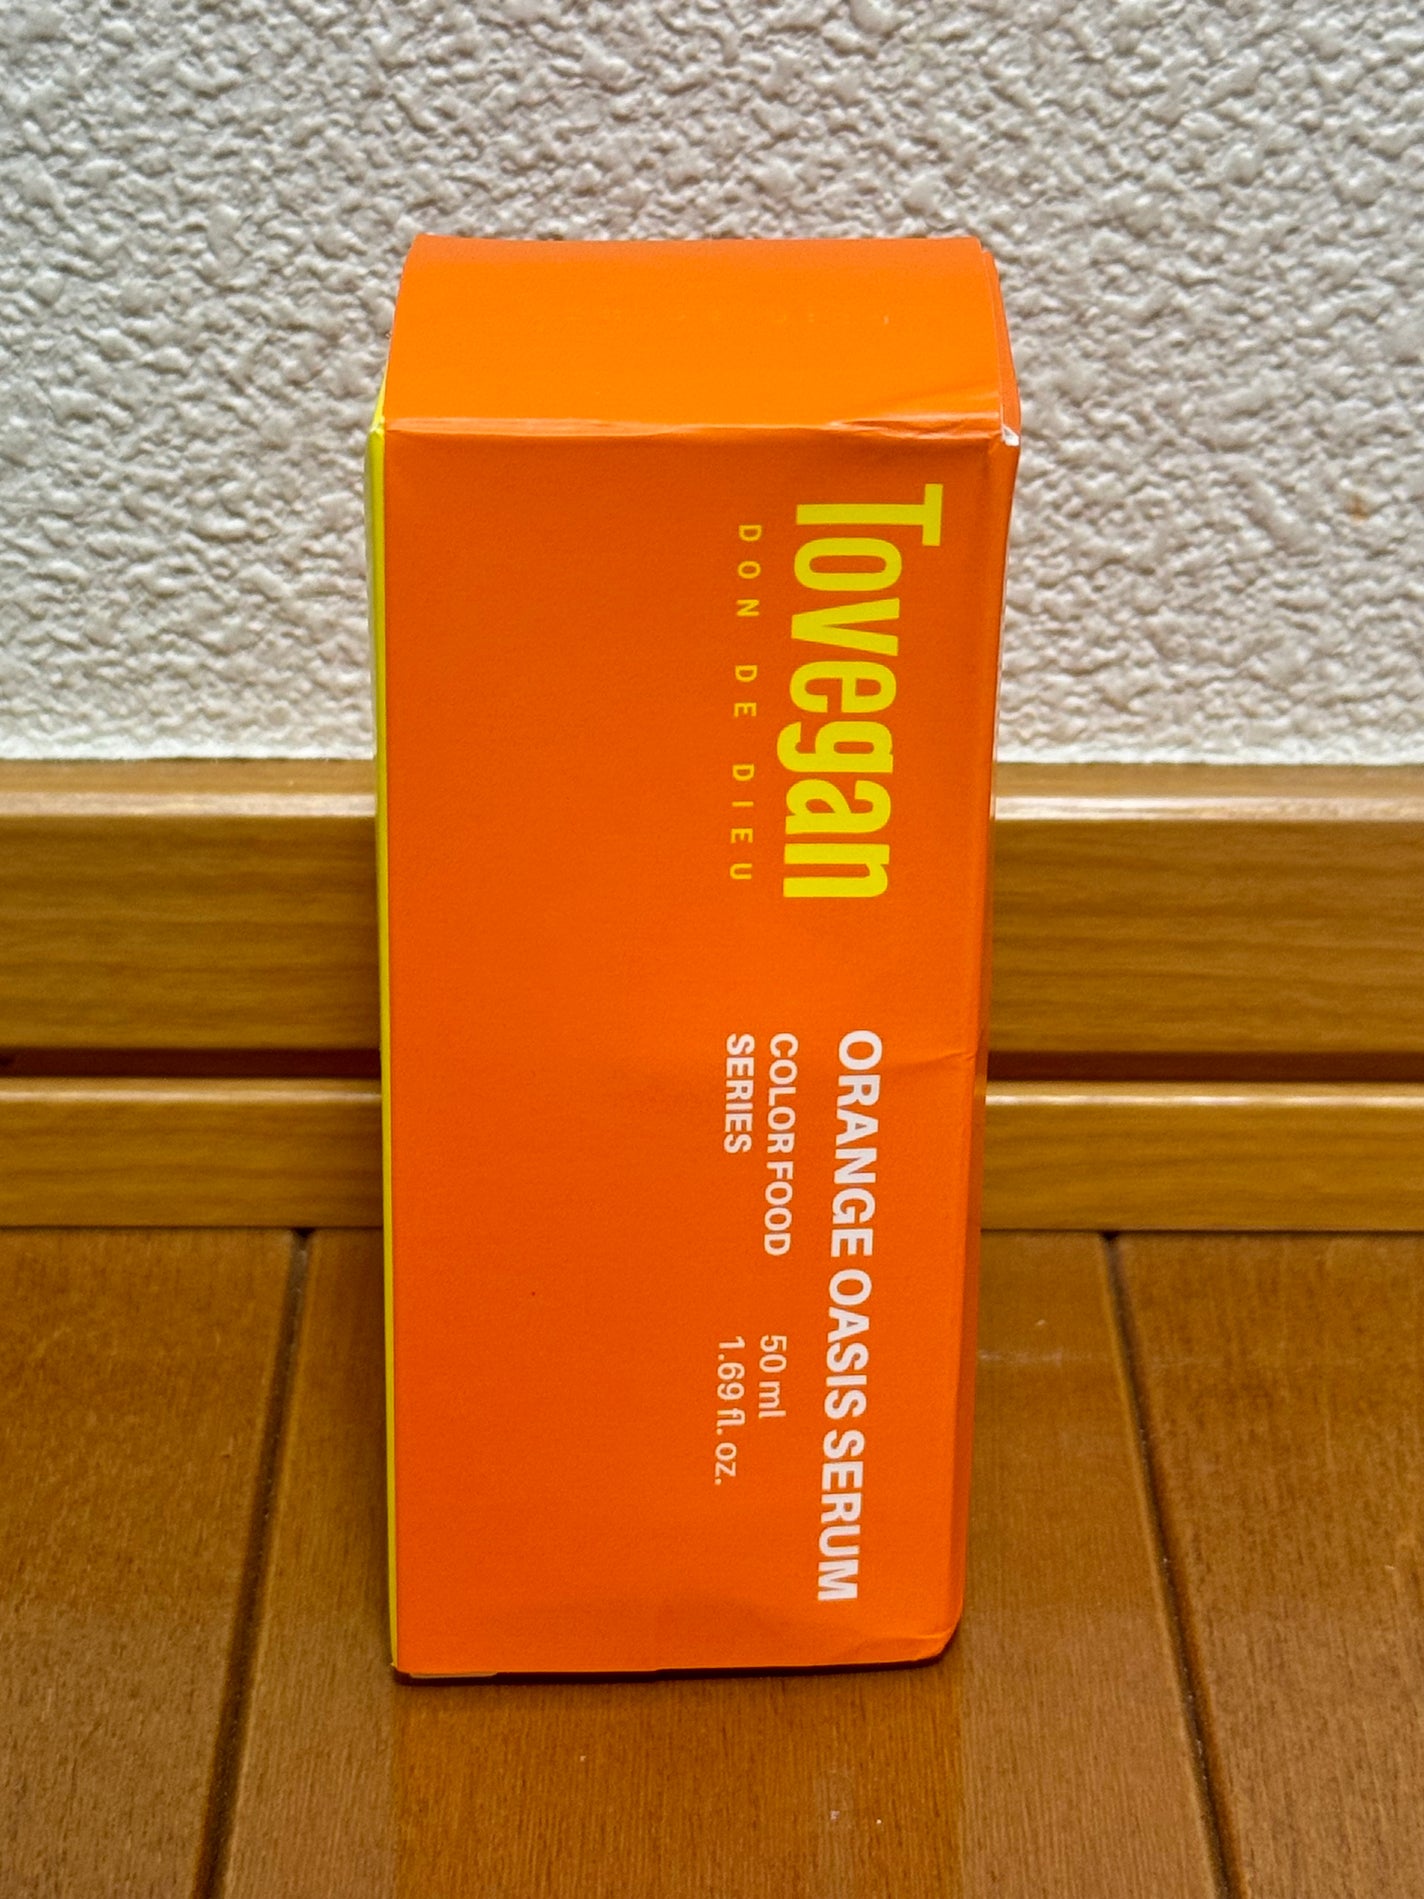 Tovegan
DON DE DIEU
ORANGE OASIS SERUM
COLOR FOOD
SERIES
50 ml
1.69 fl. oz.